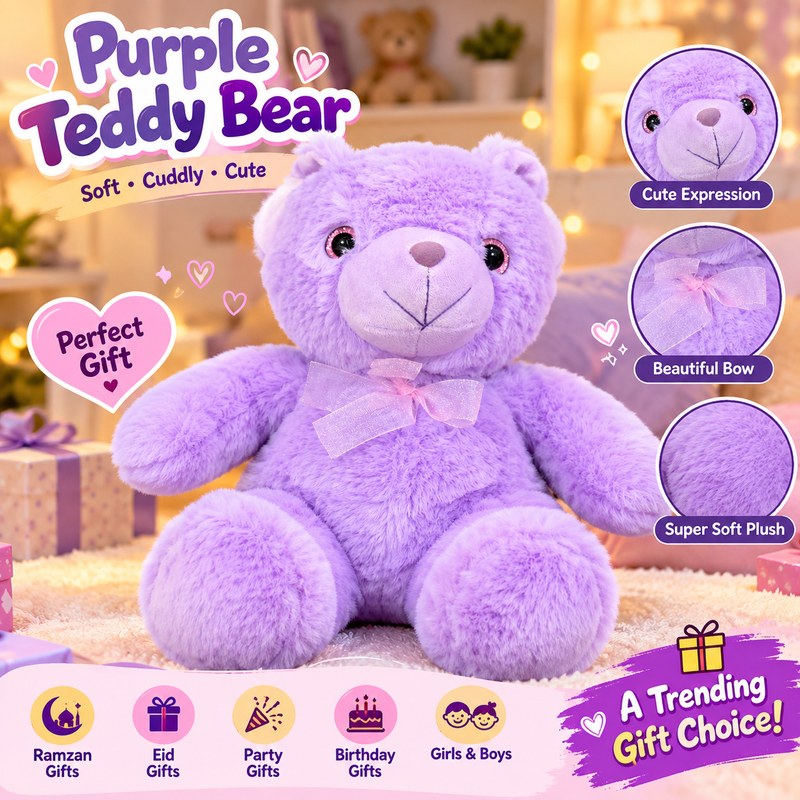 Purple
Teddy Bear
Soft • Cuddly • Cute
Perfect
Gift
Cute Expression
Beautiful Bow
Super Soft Plush
Ramzan
Gifts
Eid
Gifts
Party
Gifts
Birthday
Gifts
Girls & Boys
A Trending
Gift Choice!